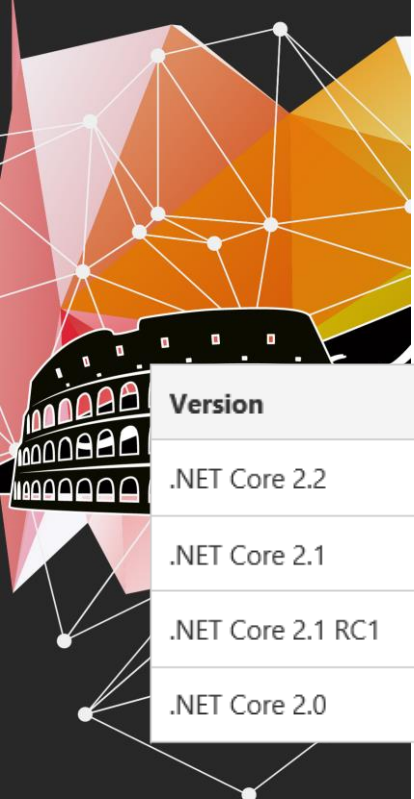 Version
.NET Core 2.2
.NET Core 2.1
.NET Core 2.1 RC1
.NET Core 2.0